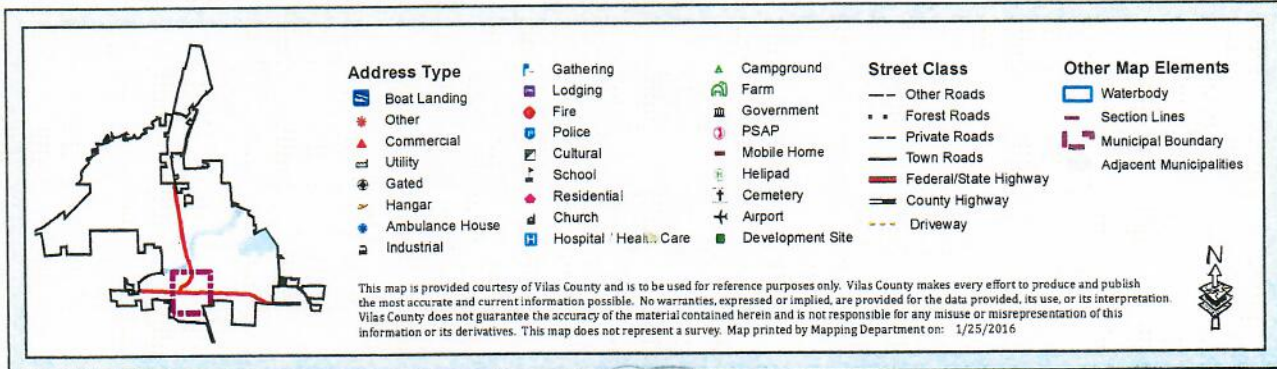 Address Type
Boat Landing
Other
Commercial
Utility
Gated
Hangar
Ambulance House
Industrial
Gathering
Lodging
Fire
Police
Cultural
School
Residential
Church
H Hospital / Health Care
Campground
Farm
Government
PSAP
Mobile Home
H Helipad
Cemetery
Airport
Development Site
Street Class
Other Roads
Forest Roads
Private Roads
Town Roads
Federal/State Highway
County Highway
Driveway
Other Map Elements
Waterbody
Section Lines
Municipal Boundary
Adjacent Municipalities
This map is provided courtesy of Vilas County and is to be used for reference purposes only. Vilas County makes every effort to produce and publish
the most accurate and current information possible. No warranties, expressed or implied, are provided for the data provided, its use, or its interpretation.
Vilas County does not guarantee the accuracy of the material contained herein and is not responsible for any misuse or misrepresentation of this
information or its derivatives. This map does not represent a survey. Map printed by Mapping Department on: 1/25/2016
N